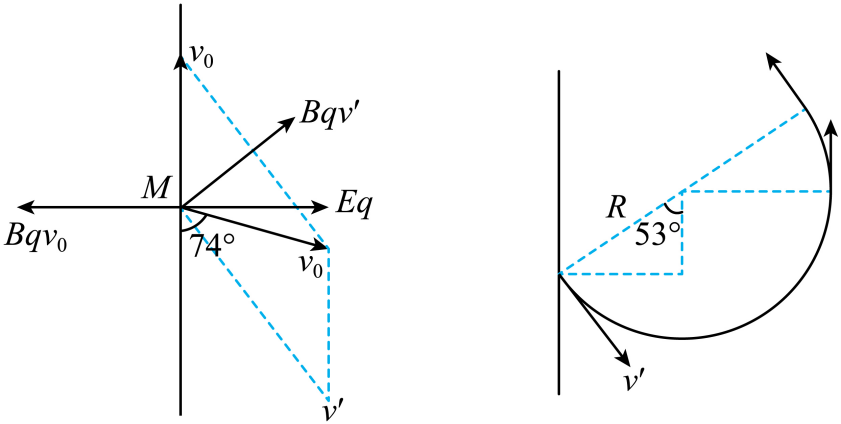 v₀
Bqv′
M
Eq
Bqv₀
74°
v₀
v′
R
53°
v′